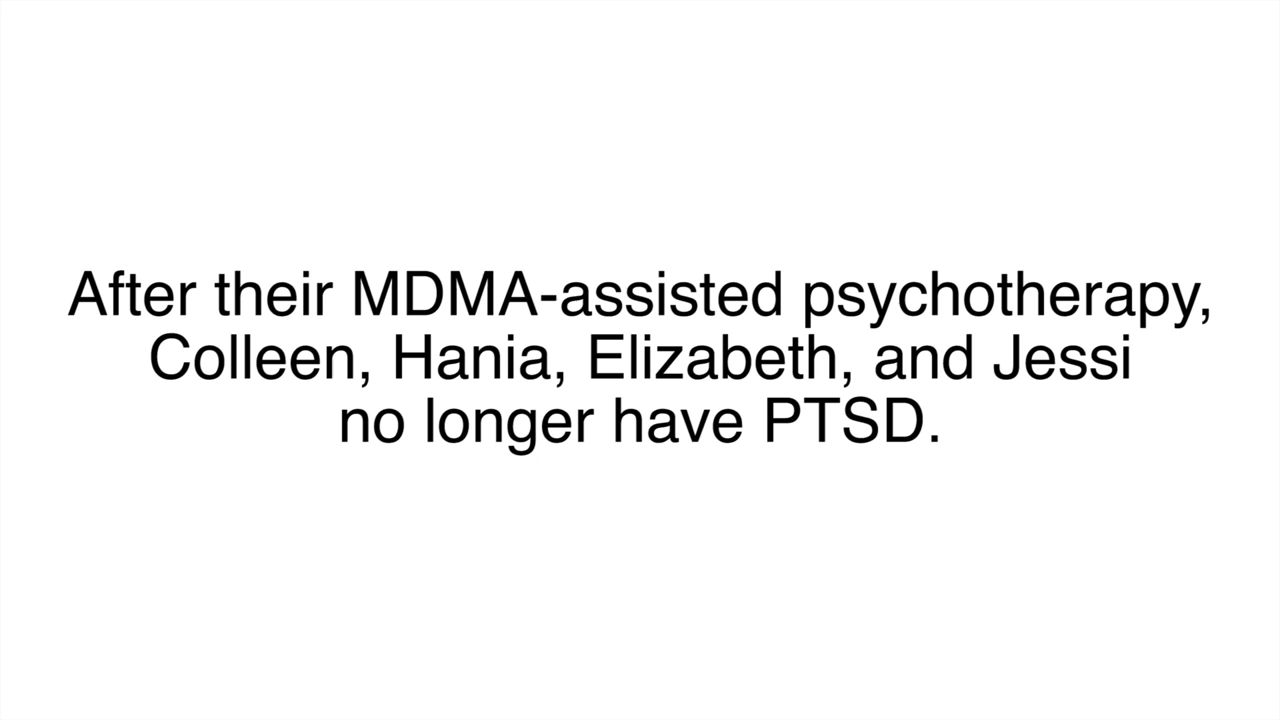 After their MDMA-assisted psychotherapy,
Colleen, Hania, Elizabeth, and Jessi
no longer have PTSD.